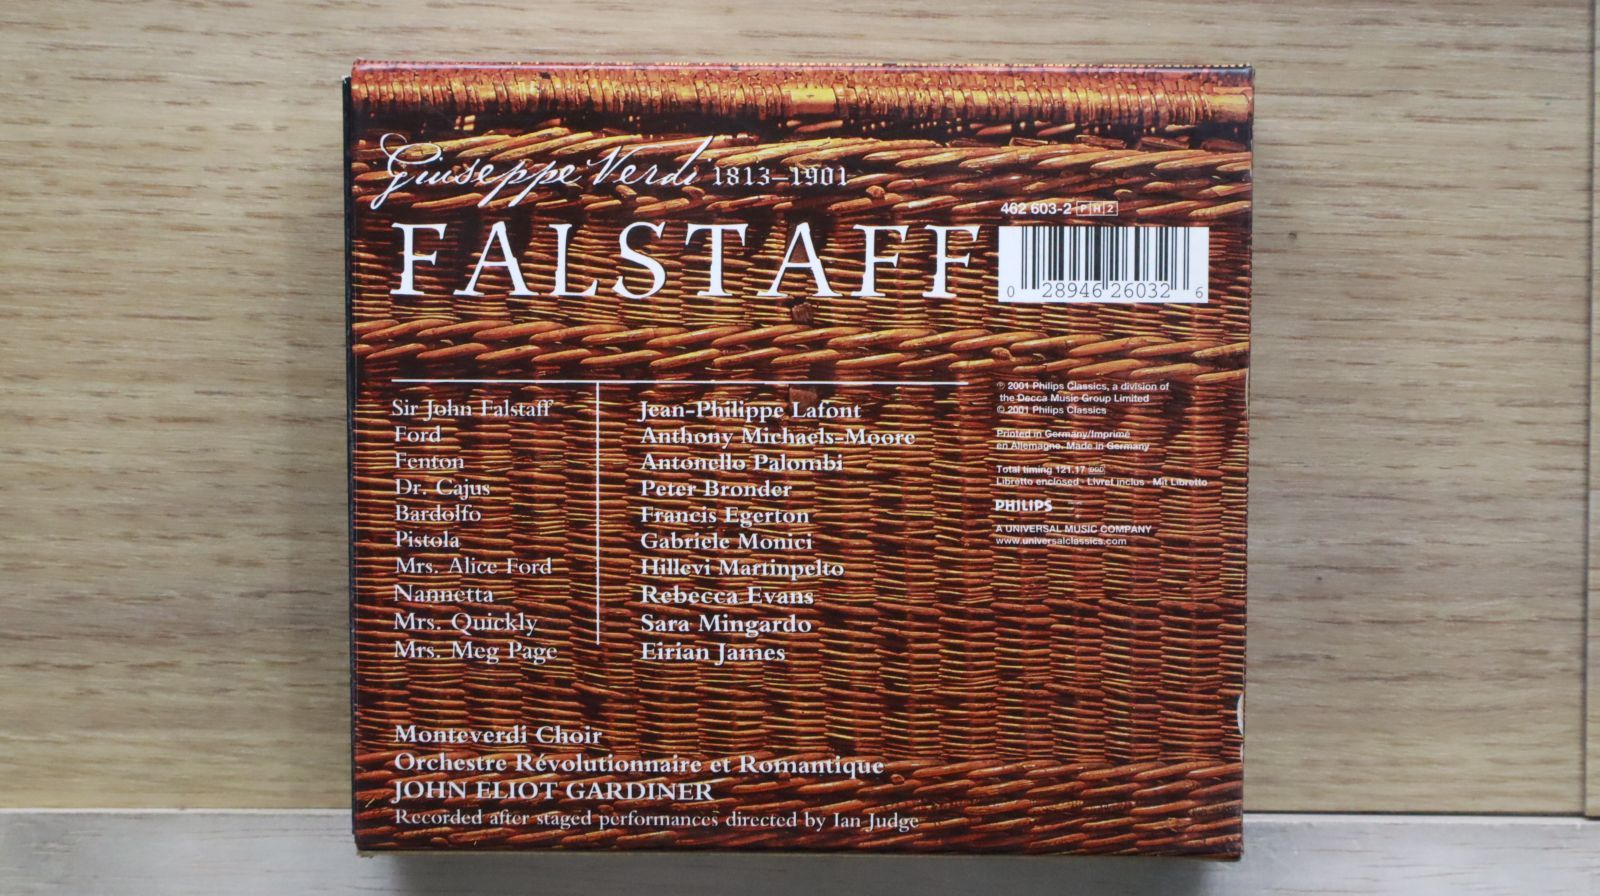 Giuseppe Verdi 1813–1901
FALSTAFF
462 603-2 PH2
0 28946 26032 6
Sir John Falstaff Jean-Philippe Lafont
Ford Anthony Michaels-Moore
Fenton Antonello Palombi
Dr. Cajus Peter Bronder
Bardolfo Francis Egerton
Pistola Gabriele Monici
Mrs. Alice Ford Hillevi Martinpelto
Nannetta Rebecca Evans
Mrs. Quickly Sara Mingardo
Mrs. Meg Page Eirian James
℗ 2001 Philips Classics, a division of
the Decca Music Group Limited
© 2001 Philips Classics
Printed in Germany/Imprimé
en Allemagne. Made in Germany
Total timing 121.17 DDD
Libretto enclosed · Livret inclus · Mit Libretto
PHILIPS
A UNIVERSAL MUSIC COMPANY
www.universalclassics.com
Monteverdi Choir
Orchestre Révolutionnaire et Romantique
JOHN ELIOT GARDINER
Recorded after staged performances directed by Ian Judge